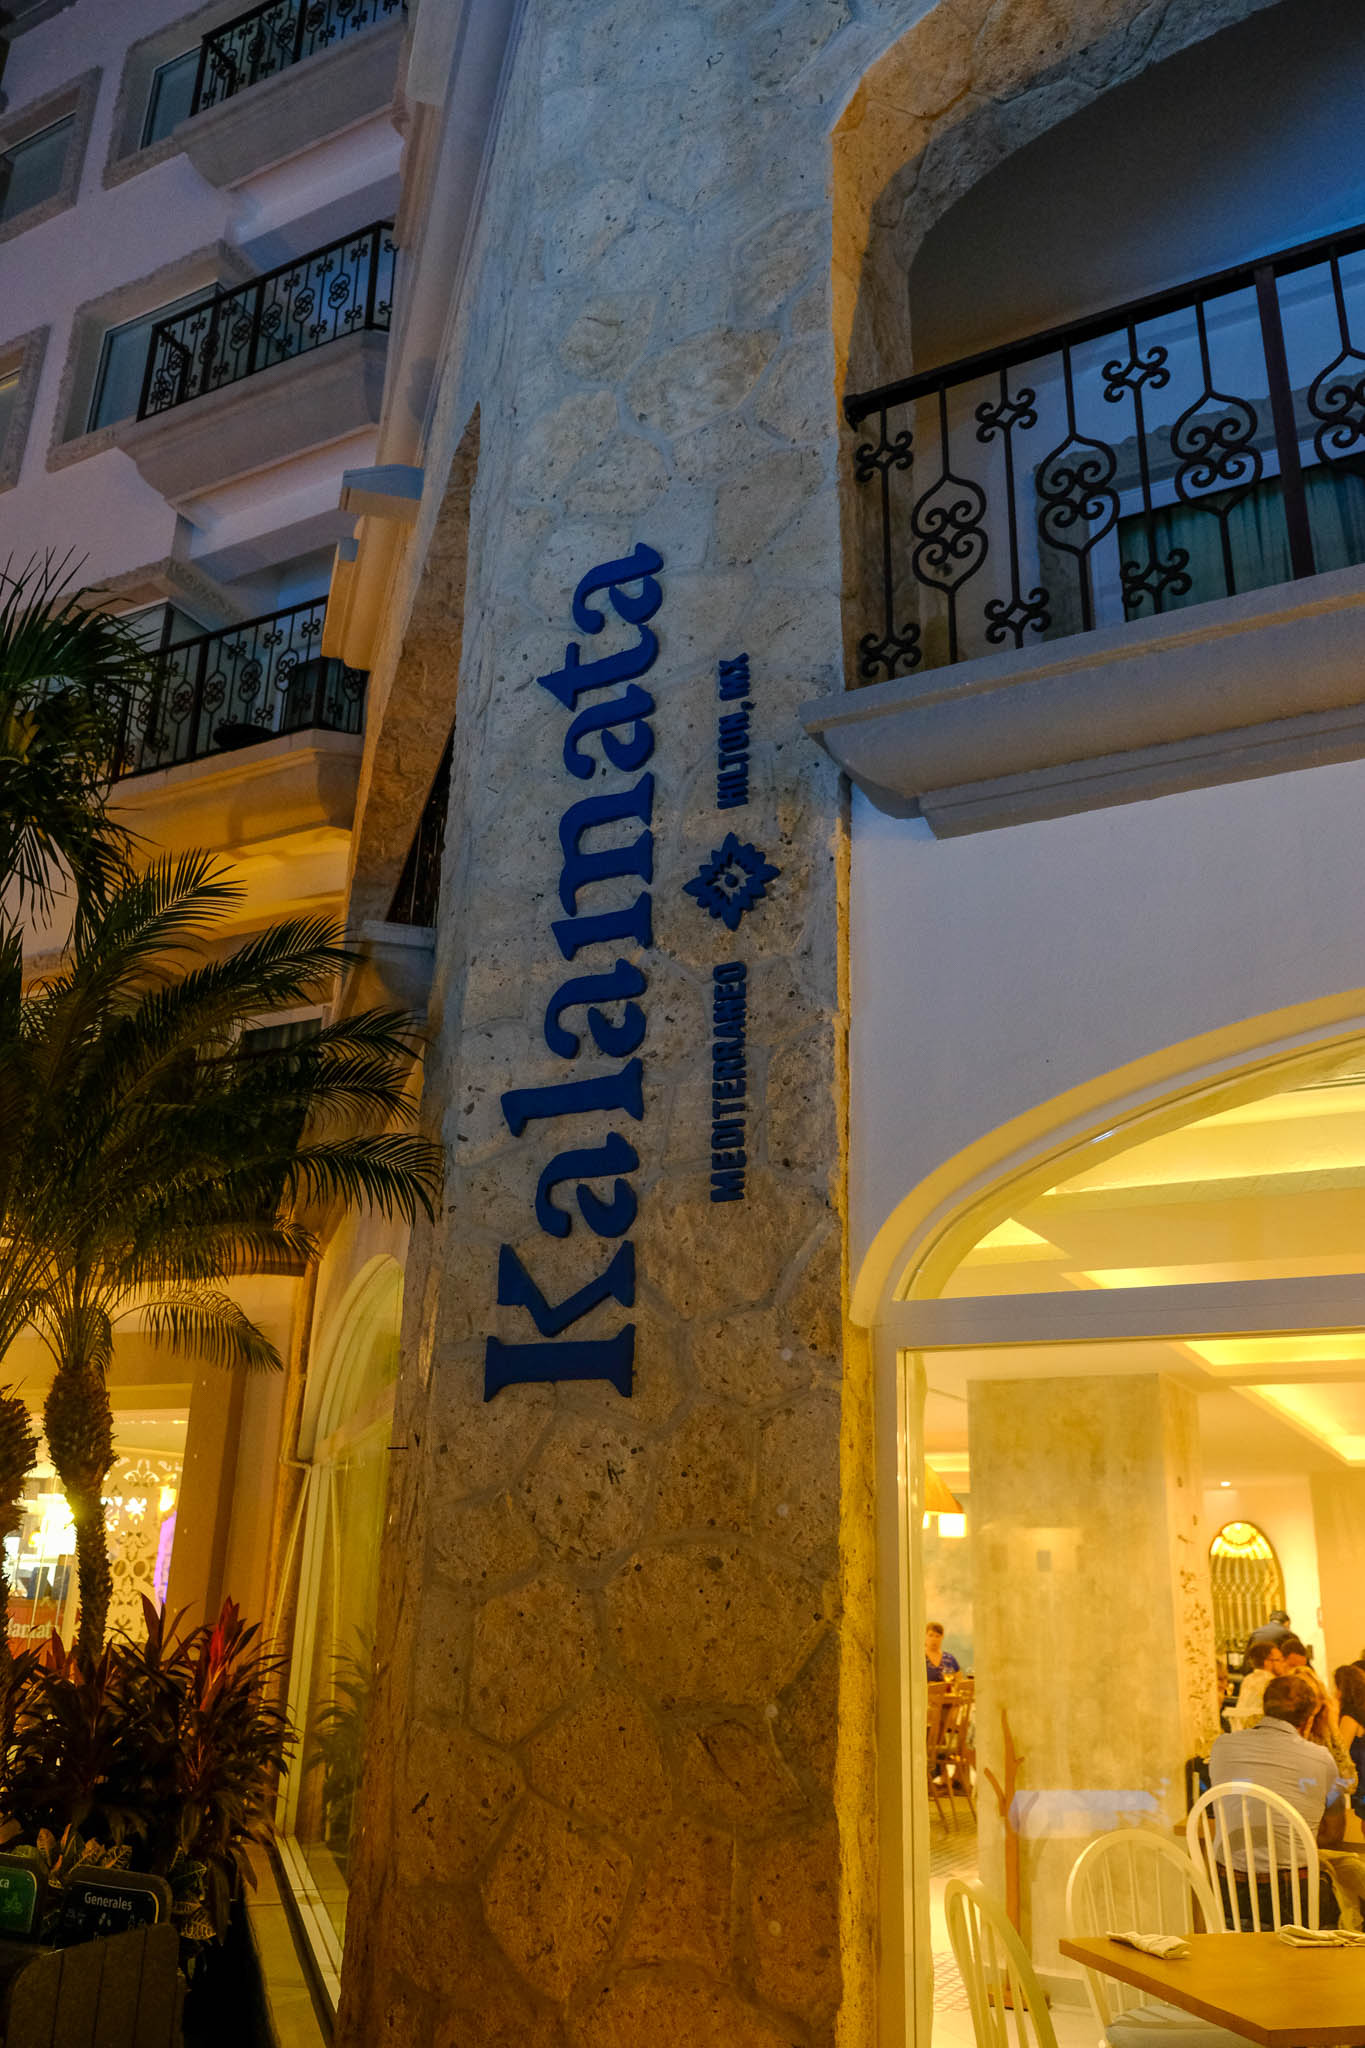 Kalamata
MEDITERRANEO HILTON, MX
Generales